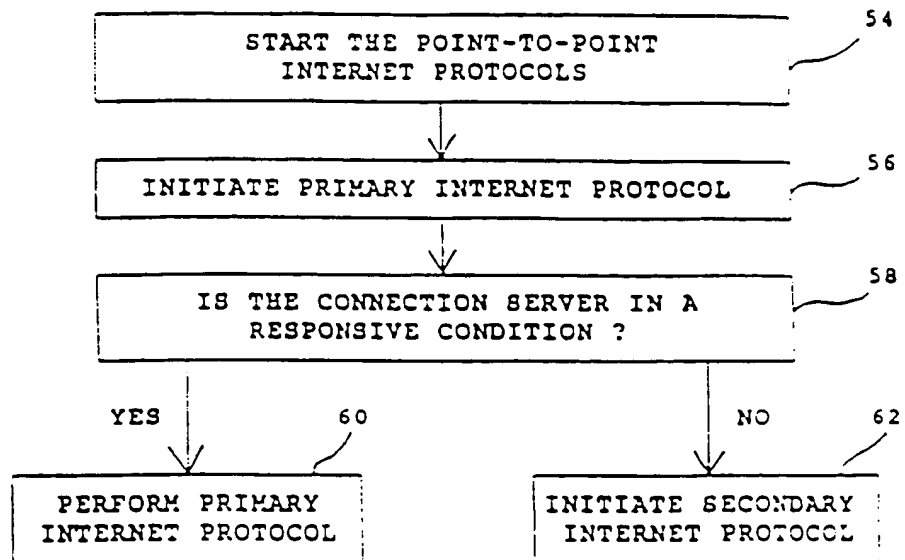 54
START THE POINT-TO-POINT
INTERNET PROTOCOLS
56
INITIATE PRIMARY INTERNET PROTOCOL
58
IS THE CONNECTION SERVER IN A
RESPONSIVE CONDITION ?
YES
60
NO
62
PERFORM PRIMARY
INTERNET PROTOCOL
INITIATE SECONDARY
INTERNET PROTOCOL